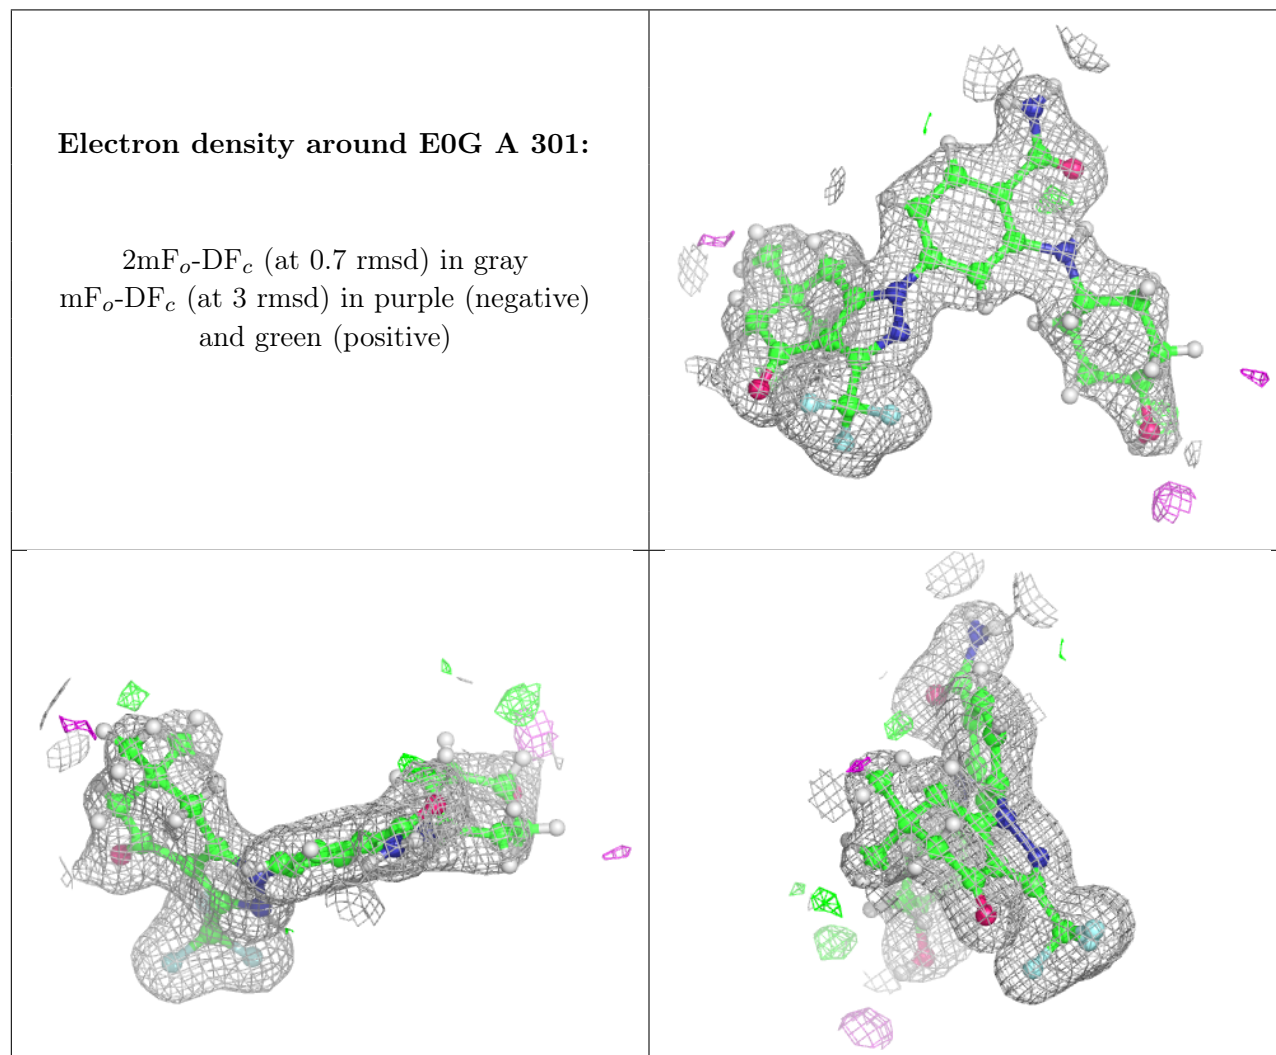 Electron density around E0G A 301:
2mFₒ-DF𝒸 (at 0.7 rmsd) in gray
mFₒ-DF𝒸 (at 3 rmsd) in purple (negative)
and green (positive)